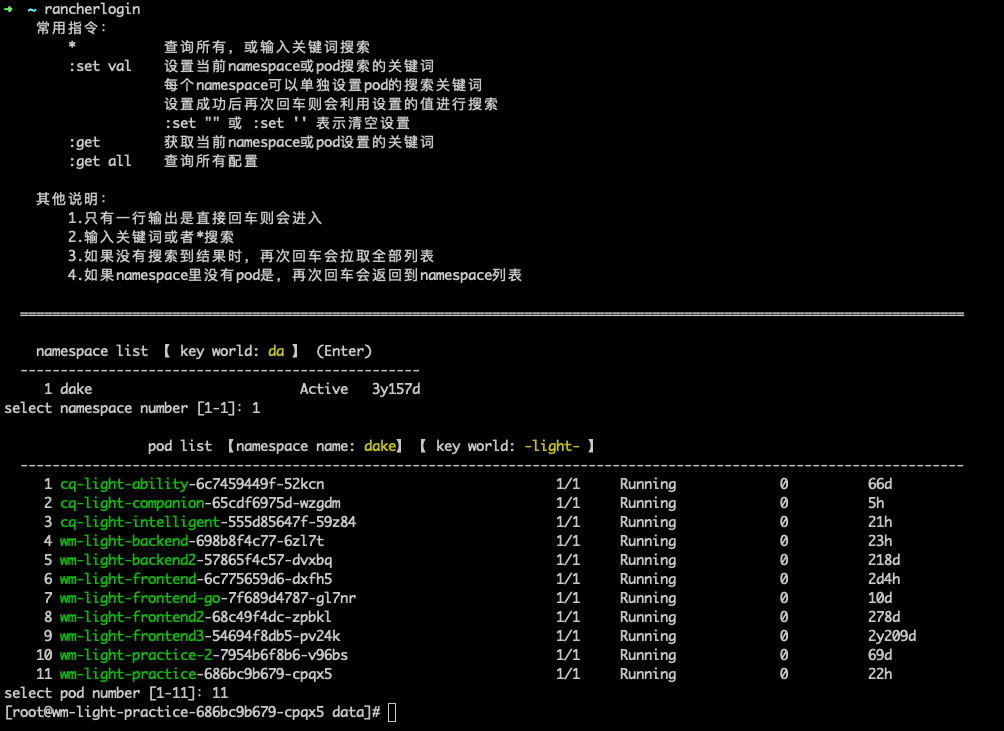 ➜ ~ rancherlogin
常用指令:
* 查询所有, 或输入关键词搜索
:set val 设置当前namespace或pod搜索的关键词
每个namespace可以单独设置pod的搜索关键词
设置成功后再次回车则会利用设置的值进行搜索
:set "" 或 :set '' 表示清空设置
:get 获取当前namespace或pod设置的关键词
:get all 查询所有配置
其他说明:
1.只有一行输出是直接回车则会进入
2.输入关键词或者*搜索
3.如果没有搜索到结果时, 再次回车会拉取全部列表
4.如果namespace里没有pod是, 再次回车会返回到namespace列表
namespace list 【 key world: da 】 (Enter)
1 dake Active 3y157d
select namespace number [1-1]: 1
pod list 【namespace name: dake】 【 key world: -light- 】
1 cq-light-ability-6c7459449f-52kcn 1/1 Running 0 66d
2 cq-light-companion-65cdf6975d-wzgdm 1/1 Running 0 5h
3 cq-light-intelligent-555d85647f-59z84 1/1 Running 0 21h
4 wm-light-backend-698b8f4c77-6zl7t 1/1 Running 0 23h
5 wm-light-backend2-57865f4c57-dvxbq 1/1 Running 0 218d
6 wm-light-frontend-6c775659d6-dxfh5 1/1 Running 0 2d4h
7 wm-light-frontend-go-7f689d4787-gl7nr 1/1 Running 0 10d
8 wm-light-frontend2-68c49f4dc-zpbkl 1/1 Running 0 278d
9 wm-light-frontend3-54694f8db5-pv24k 1/1 Running 0 2y209d
10 wm-light-practice-2-7954b6f8b6-v96bs 1/1 Running 0 69d
11 wm-light-practice-686bc9b679-cpqx5 1/1 Running 0 22h
select pod number [1-11]: 11
[root@wm-light-practice-686bc9b679-cpqx5 data]#